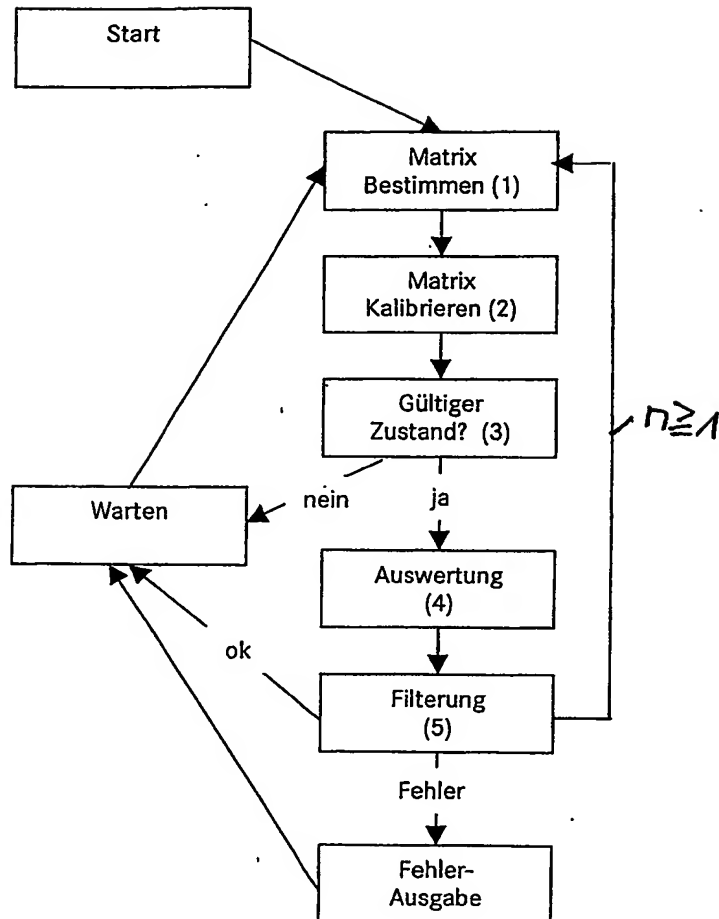 Start
Matrix
Bestimmen (1)
Matrix
Kalibrieren (2)
Gültiger
Zustand? (3)
n≧1
Warten
nein
ja
Auswertung
(4)
ok
Filterung
(5)
Fehler
Fehler-
Ausgabe